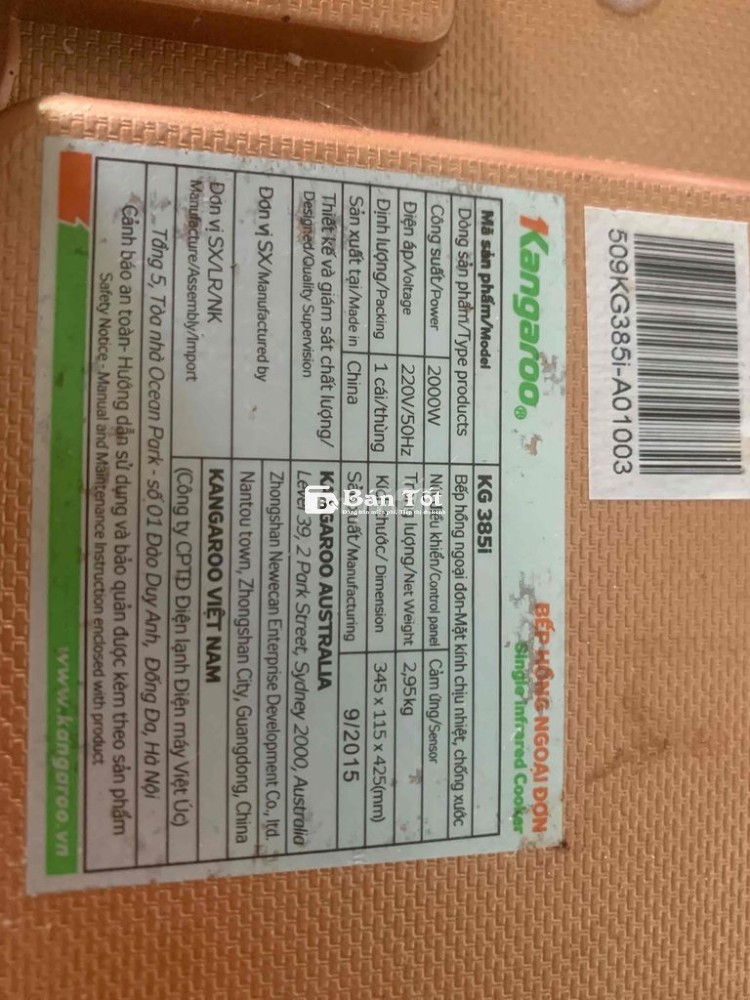 509KG385i-A01003
Kangaroo®
BẾP HỒNG NGOẠI ĐƠN
Single Infrared Cooker
Mã sản phẩm/Model KG 385i
Dòng sản phẩm/Type products Bếp hồng ngoại đơn-Mặt kính chịu nhiệt, chống xước
Công suất/Power 2000W khiển/Control panel Cảm ứng/Sensor
Điện áp/Voltage 220V/50Hz lượng/Net Weight 2,95kg
Định lượng/Packing 1 cái/thùng thước/ Dimension 345 x 115 x 425(mm)
Sản xuất tại/Made in China xuất/Manufacturing 9/2015
Thiết kế và giám sát chất lượng/
Designed/Quality Supervision
KANGAROO AUSTRALIA
Level 39, 2 Park Street, Sydney 2000, Australia
Đơn vị SX/Manufactured by
Zhongshan Newecan Enterprise Development Co., ltd.
Nantou town, Zhongshan City, Guangdong, China
Đơn vị SX/LR/NK
Manufacture/Assembly/Import
KANGAROO VIỆT NAM
(Công ty CPTD Điện lạnh Điện máy Việt Úc)
Tầng 5, Tòa nhà Ocean Park - số 01 Đào Duy Anh, Đống Đa, Hà Nội
Cảnh báo an toàn- Hướng dẫn sử dụng và bảo quản được kèm theo sản phẩm
Safety Notice - Manual and Maintenance Instruction enclosed with product
www.kangaroo.vn
Bán Tốt